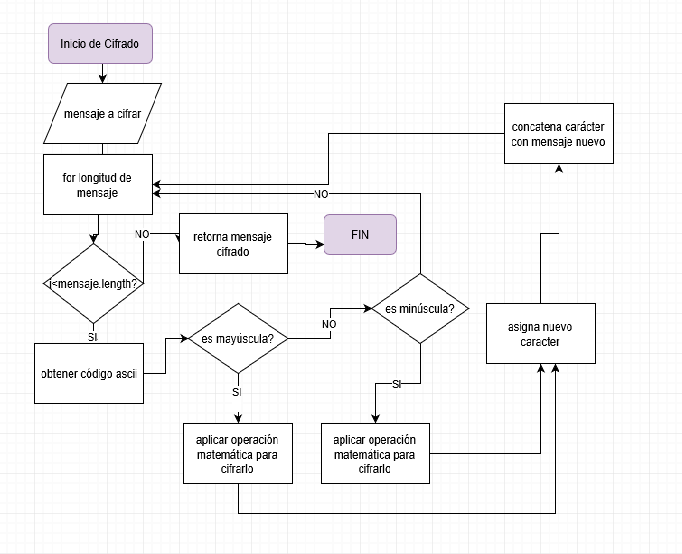 Inicio de Cifrado
mensaje a cifrar
for longitud de
mensaje
i<mensaje.length?
NO
retorna mensaje
cifrado
FIN
SI
obtener código ascii
es mayúscula?
SI
NO
es minúscula?
NO
SI
aplicar operación
matemática para
cifrarlo
aplicar operación
matemática para
cifrarlo
asigna nuevo
caracter
concatena carácter
con mensaje nuevo